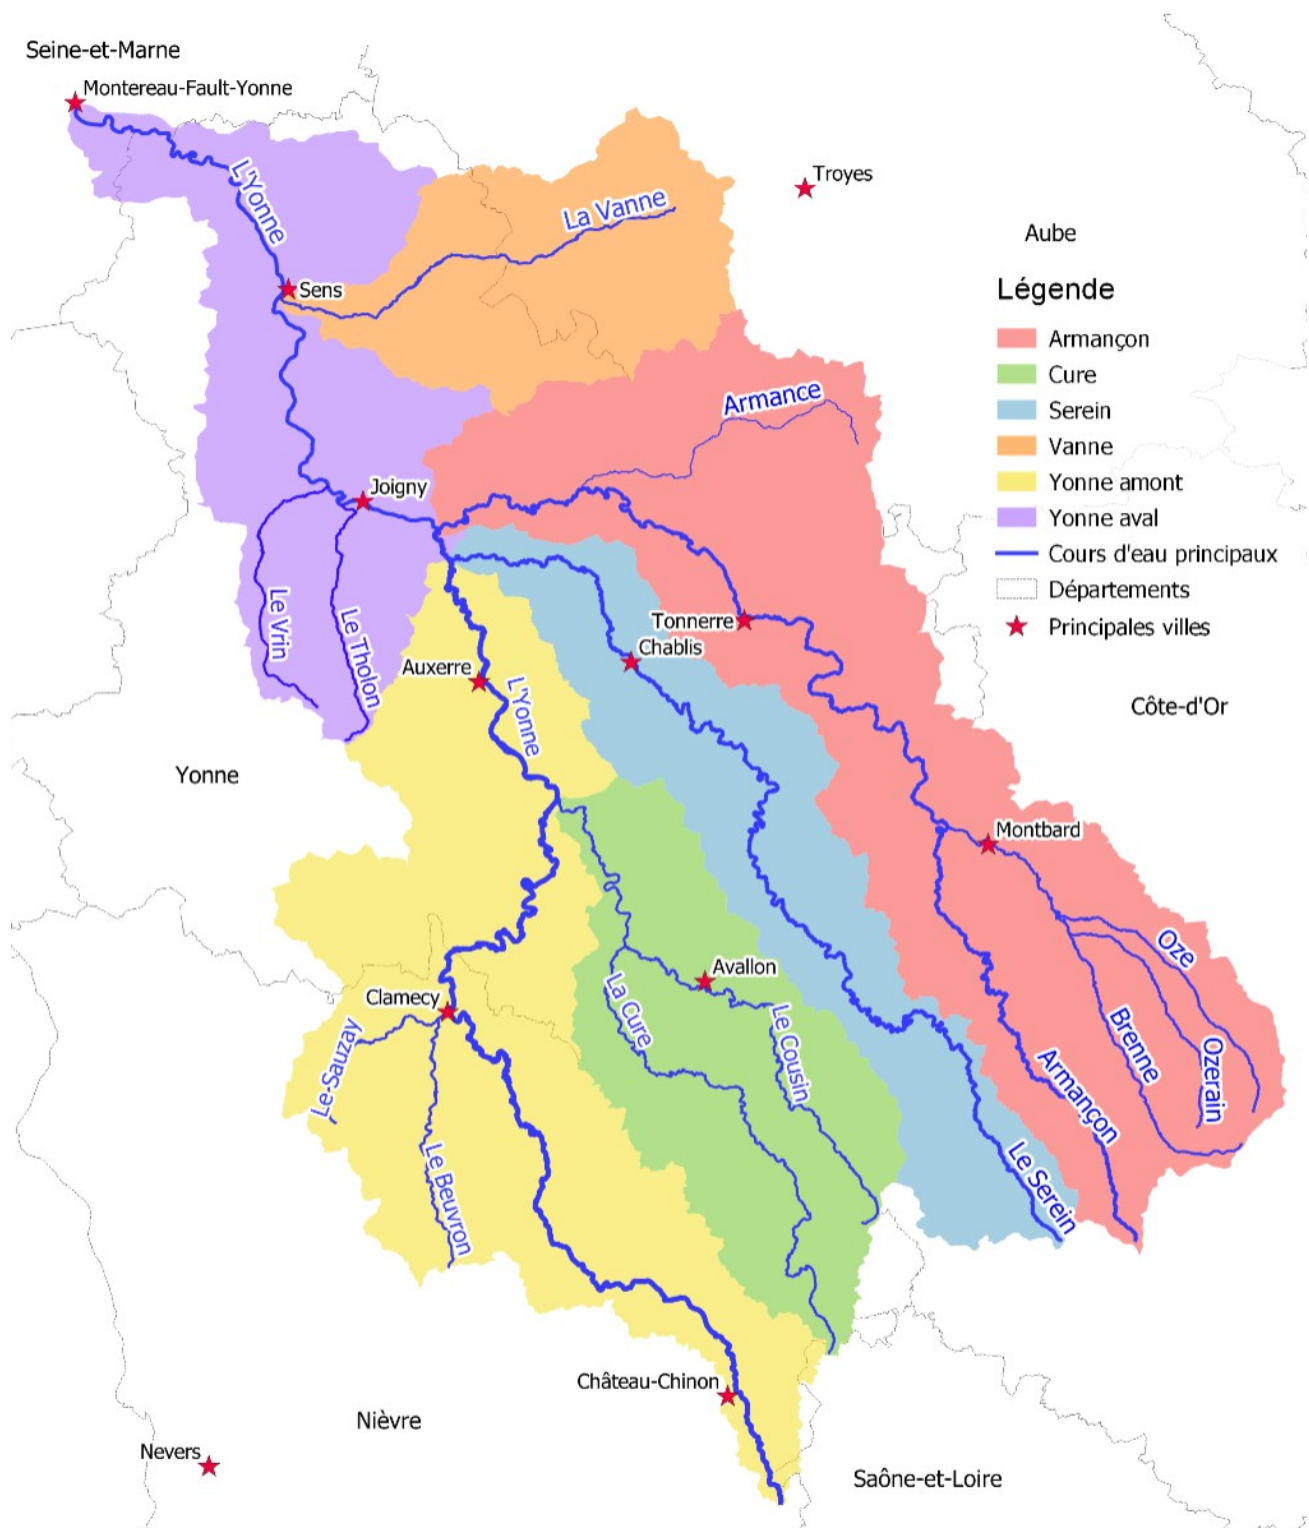 Seine-et-Marne
Montereau-Fault-Yonne
L'Yonne
La Vanne
Troyes
Aube
Sens
Légende
Armançon
Cure
Serein
Vanne
Yonne amont
Yonne aval
Cours d'eau principaux
Départements
Principales villes
Armance
Joigny
Le Vrin
Le Tholon
Tonnerre
Chablis
Auxerre
L'Yonne
Côte-d'Or
Yonne
Montbard
Oze
Avallon
Clamecy
La Cure
Le Cousin
Le-Sauzay
Brenne
Ozerain
Armançon
Le Beuvron
Le Serein
Château-Chinon
Nièvre
Nevers
Saône-et-Loire